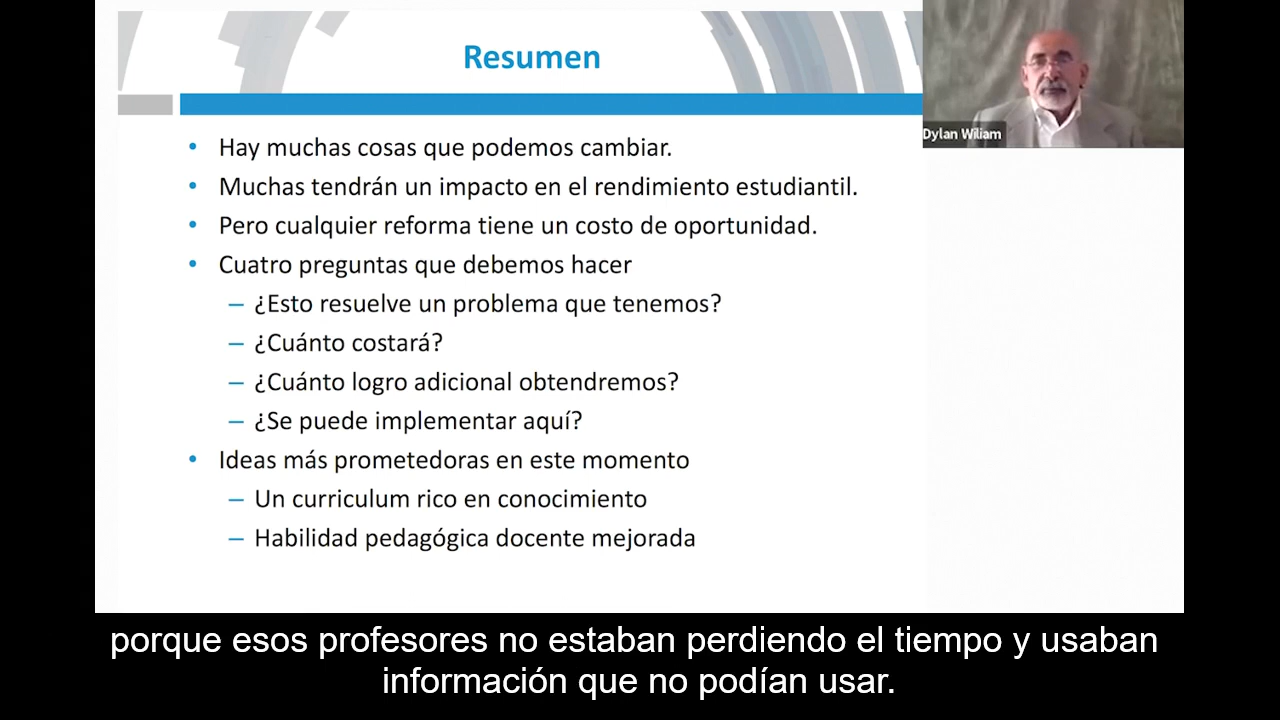 Resumen
Dylan Wiliam
• Hay muchas cosas que podemos cambiar.
• Muchas tendrán un impacto en el rendimiento estudiantil.
• Pero cualquier reforma tiene un costo de oportunidad.
• Cuatro preguntas que debemos hacer
– ¿Esto resuelve un problema que tenemos?
– ¿Cuánto costará?
– ¿Cuánto logro adicional obtendremos?
– ¿Se puede implementar aquí?
• Ideas más prometedoras en este momento
– Un curriculum rico en conocimiento
– Habilidad pedagógica docente mejorada
porque esos profesores no estaban perdiendo el tiempo y usaban
información que no podían usar.